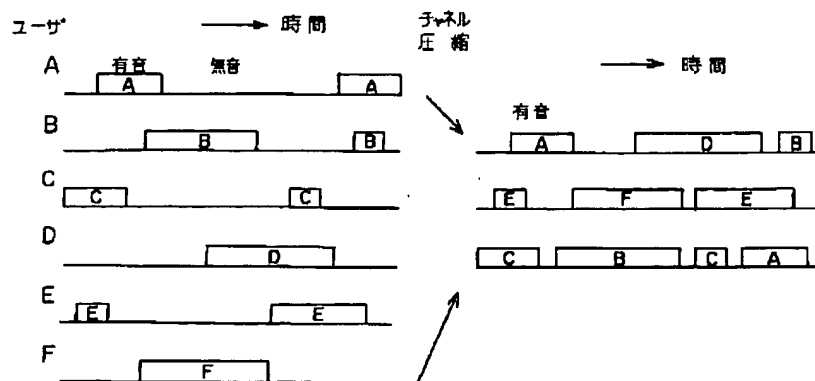 ユーザ → 時間
A 有音 無音
A A
B
B B
C
C C
D
D
E
E E
F
F
チャネル
圧縮
→ 時間
有音
A D B
E F E
C B C A